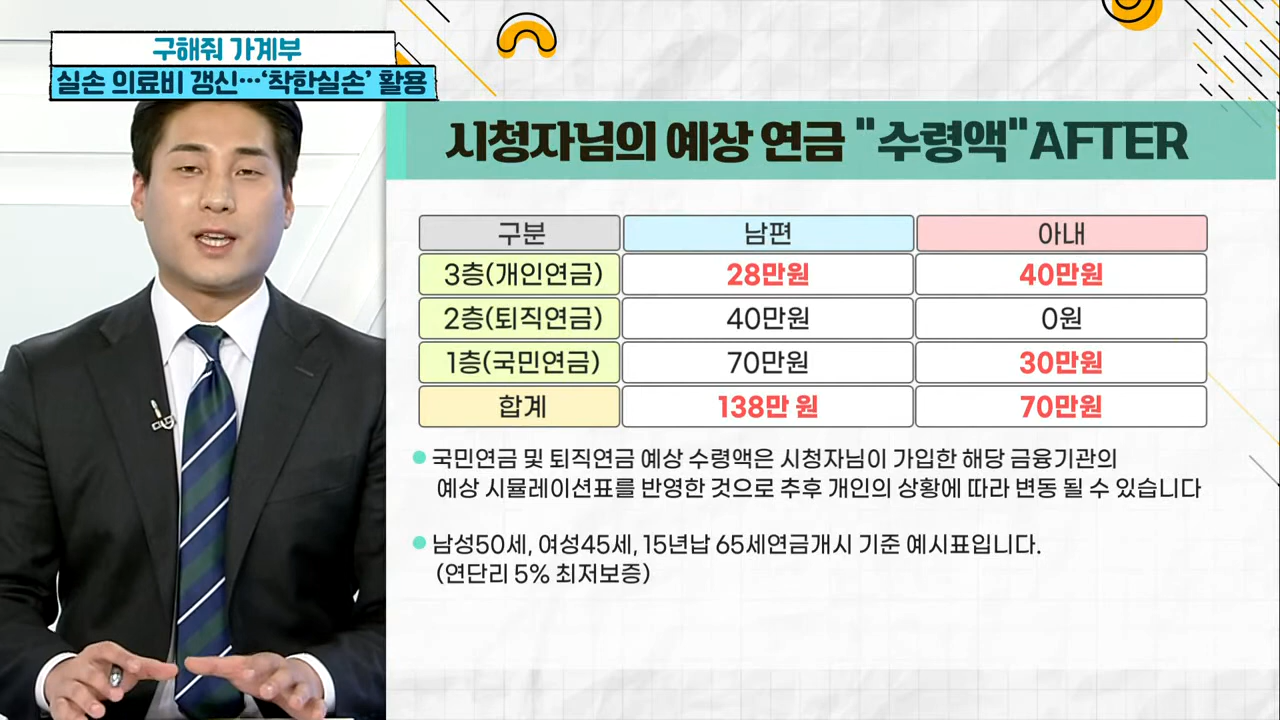 구해줘 가계부
실손 의료비 갱신…‘착한실손’ 활용
시청자님의 예상 연금 "수령액"AFTER
구분 남편 아내
3층(개인연금) 28만원 40만원
2층(퇴직연금) 40만원 0원
1층(국민연금) 70만원 30만원
합계 138만 원 70만원
국민연금 및 퇴직연금 예상 수령액은 시청자님이 가입한 해당 금융기관의
예상 시뮬레이션표를 반영한 것으로 추후 개인의 상황에 따라 변동 될 수 있습니다
남성50세, 여성45세, 15년납 65세연금개시 기준 예시표입니다.
(연단리 5% 최저보증)